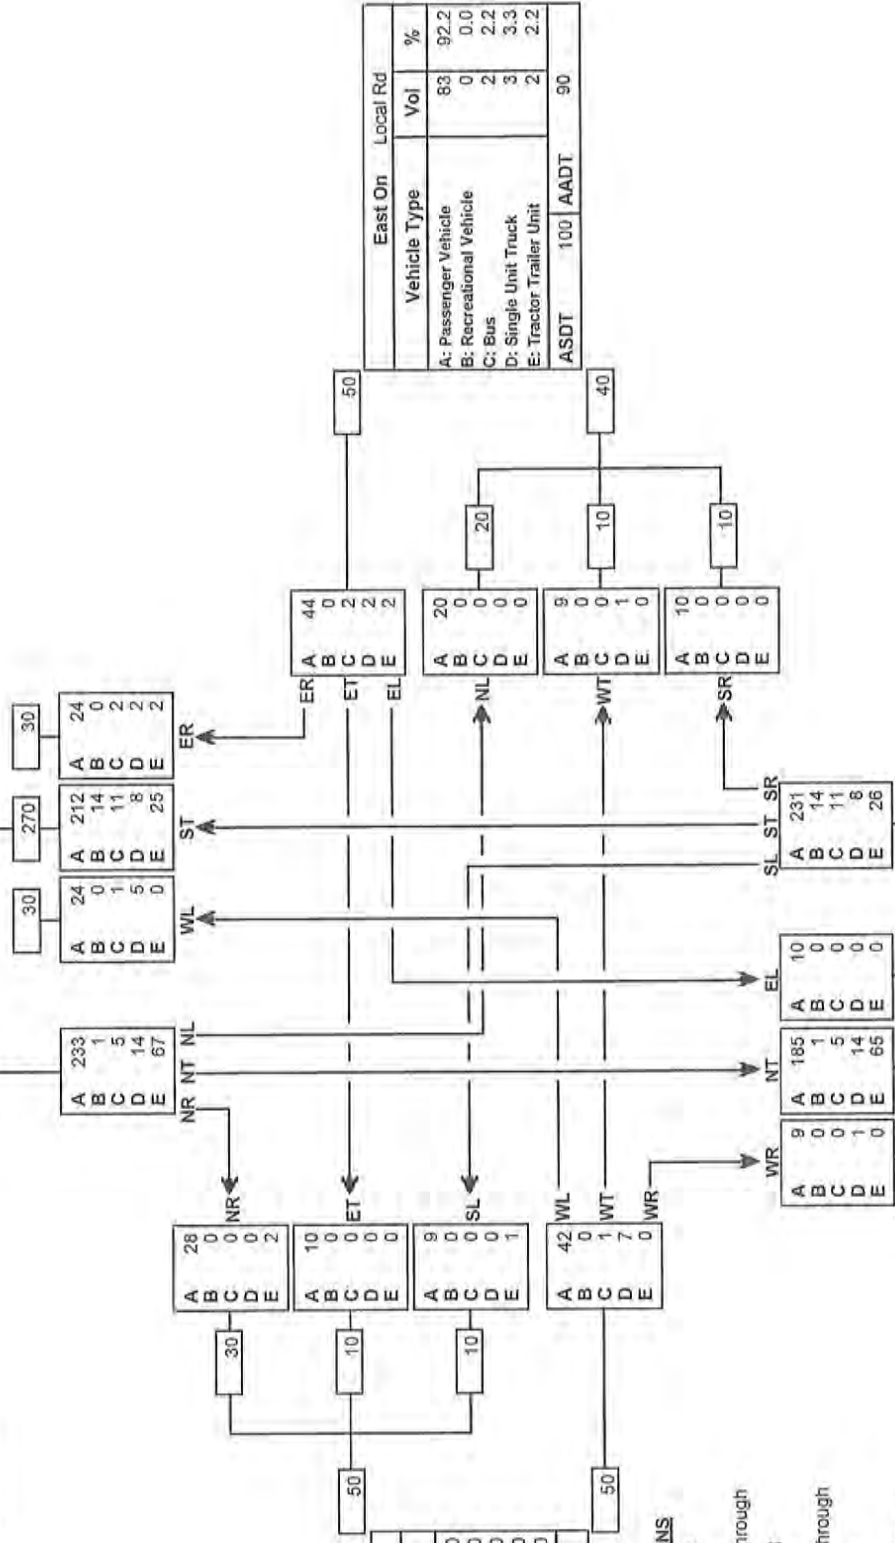 30 270 30
A 233 A 24 A 212 A 24
B 1 B 0 B 14 B 0
C 5 C 1 C 11 C 2
D 14 D 5 D 8 D 2
E 67 E 0 E 25 E 2
NR NT NL WL ST ER
A 28
B 0
30 C 0 NR
D 0
E 2
ER A 44
B 0
50 10 ET ET C 2 50
D 2
EL E 2
A 10
B 0
C 0
D 0
E 0
East On Local Rd
Vehicle Type Vol %
A: Passenger Vehicle 83 92.2
B: Recreational Vehicle 0 0.0
C: Bus 2 2.2
D: Single Unit Truck 3 3.3
E: Tractor Trailer Unit 2 2.2
ASDT 100 AADT 90
A 9
B 0
10 C 0 SL
D 0
E 1
A 20
B 0
NL C 0 20
D 0
E 0
A 42 WL
B 0
50 C 1 WT
D 7
E 0 WR
A 9
B 0
WT C 0 10 40
D 1
E 0
A 10
B 0
SR C 0 10
D 0
E 0
NS
hrough
hrough
WR NT EL SL ST SR
A 9 A 185 A 10 A 231
B 0 B 1 B 0 B 14
C 0 C 5 C 0 C 11
D 1 D 14 D 0 D 8
E 0 E 65 E 0 E 26